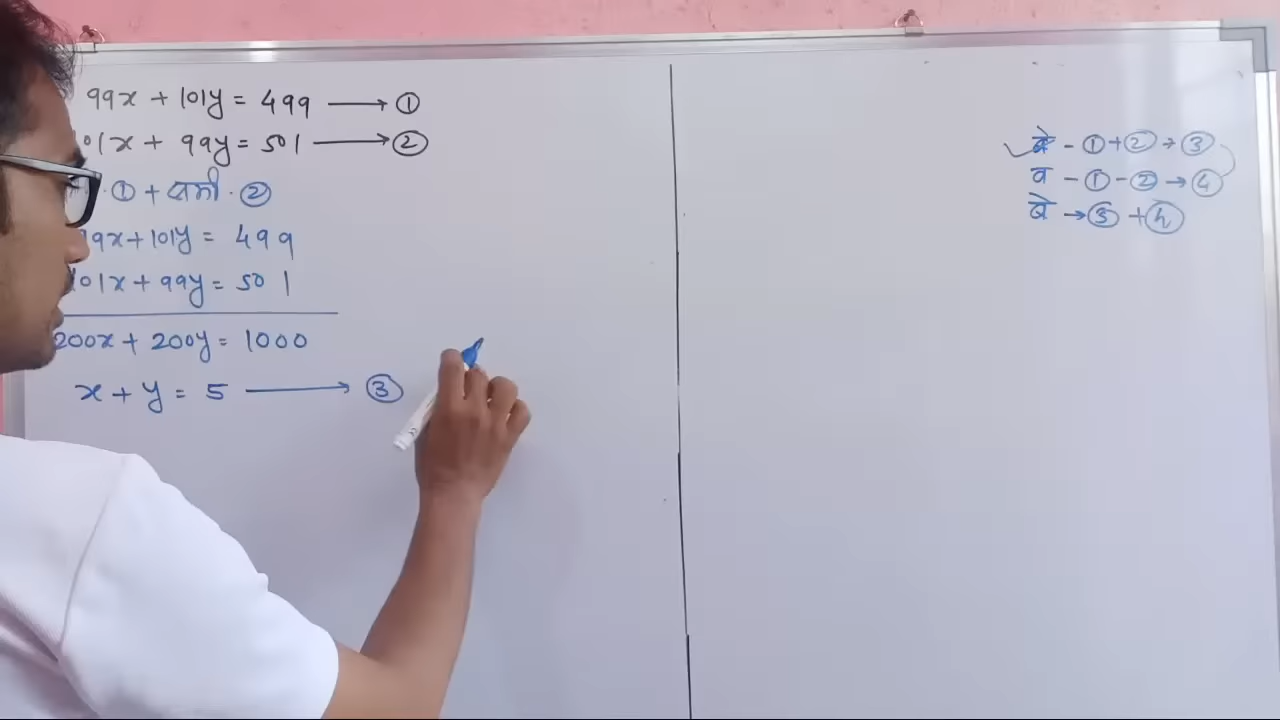 99x + 101y = 499 ⟶ ①
101x + 99y = 501 ⟶ ②
① + समी. ②
99x + 101y = 499
101x + 99y = 501
200x + 200y = 1000
x + y = 5 ⟶ ③
बे - ① + ② → ③
व - ① - ② → ④
बे → ③ +